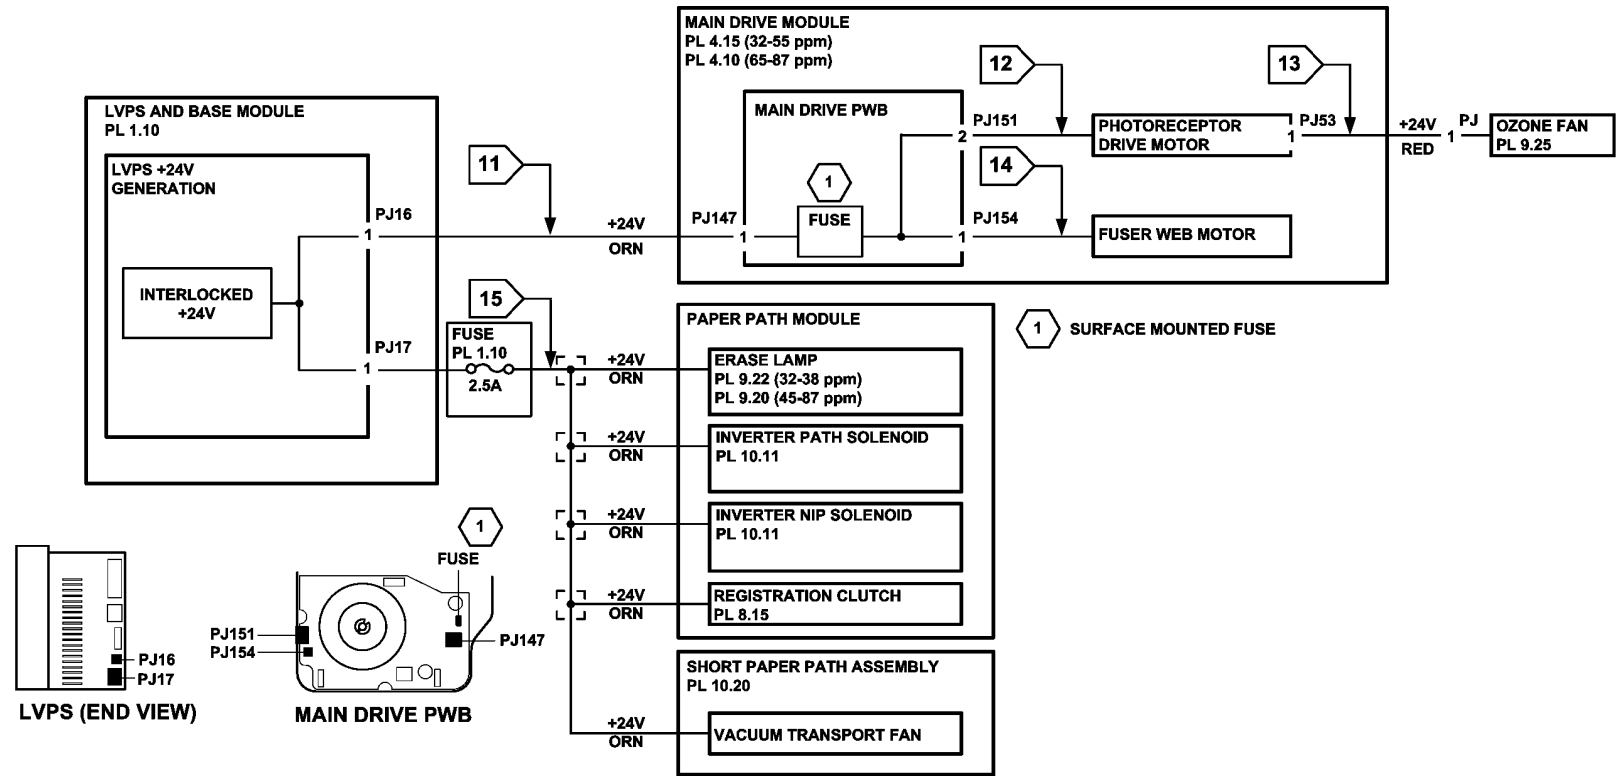 MAIN DRIVE MODULE
PL 4.15 (32-55 ppm)
PL 4.10 (65-87 ppm)
12
13
MAIN DRIVE PWB
PJ151
2
PHOTORECEPTOR
DRIVE MOTOR
1
PJ53
+24V
RED
1
PJ
OZONE FAN
PL 9.25
LVPS AND BASE MODULE
PL 1.10
LVPS +24V
GENERATION
11
14
1
FUSE
PJ16
1
+24V
ORN
PJ147
1
PJ154
1
FUSER WEB MOTOR
INTERLOCKED
+24V
15
PJ17
1
FUSE
PL 1.10
2.5A
PAPER PATH MODULE
1
SURFACE MOUNTED FUSE
+24V
ORN
ERASE LAMP
PL 9.22 (32-38 ppm)
PL 9.20 (45-87 ppm)
+24V
ORN
INVERTER PATH SOLENOID
PL 10.11
+24V
ORN
INVERTER NIP SOLENOID
PL 10.11
+24V
ORN
REGISTRATION CLUTCH
PL 8.15
SHORT PAPER PATH ASSEMBLY
PL 10.20
+24V
ORN
VACUUM TRANSPORT FAN
PJ16
PJ17
LVPS (END VIEW)
1
FUSE
PJ151
PJ154
PJ147
MAIN DRIVE PWB